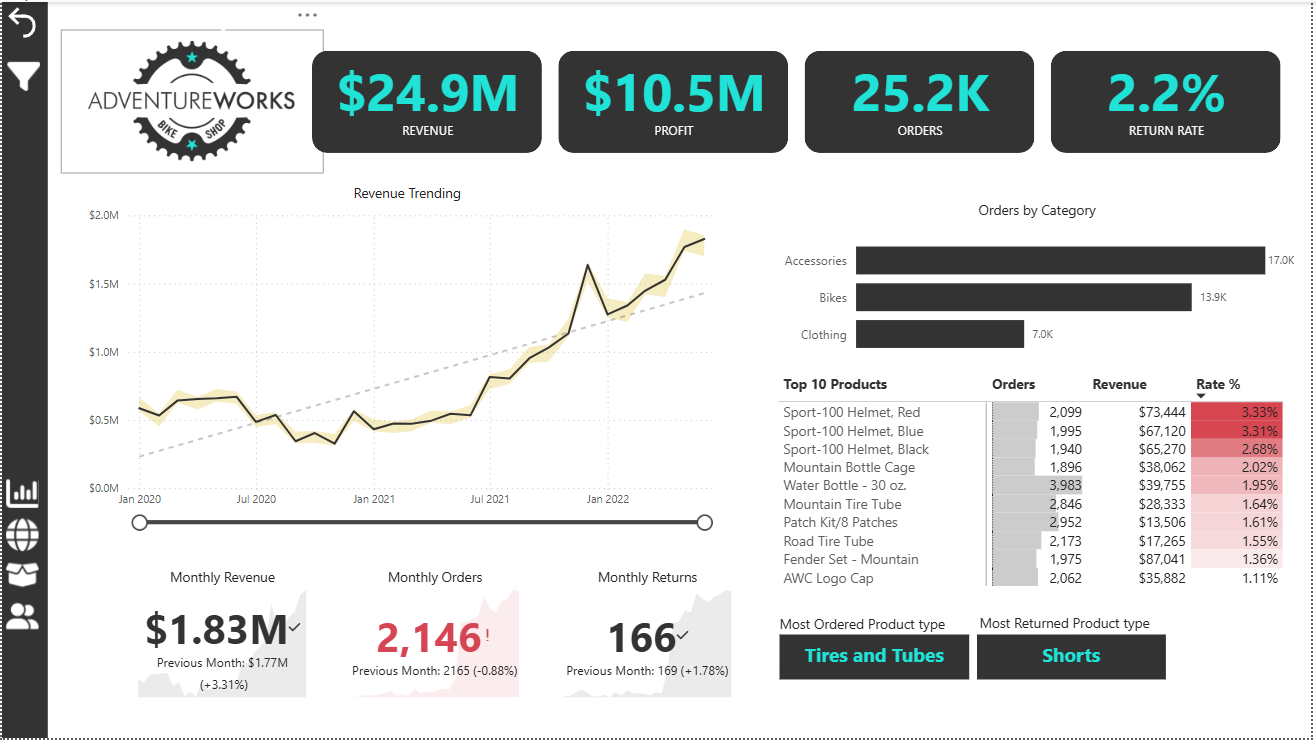 ADVENTUREWORKS
BIKE SHOP
$24.9M
REVENUE
$10.5M
PROFIT
25.2K
ORDERS
2.2%
RETURN RATE
Revenue Trending
$2.0M
$1.5M
$1.0M
$0.5M
$0.0M
Jan 2020 Jul 2020 Jan 2021 Jul 2021 Jan 2022
Orders by Category
Accessories 17.0K
Bikes 13.9K
Clothing 7.0K
Top 10 Products Orders Revenue Rate %
Sport-100 Helmet, Red 2,099 $73,444 3.33%
Sport-100 Helmet, Blue 1,995 $67,120 3.31%
Sport-100 Helmet, Black 1,940 $65,270 2.68%
Mountain Bottle Cage 1,896 $38,062 2.02%
Water Bottle - 30 oz. 3,983 $39,755 1.95%
Mountain Tire Tube 2,846 $28,333 1.64%
Patch Kit/8 Patches 2,952 $13,506 1.61%
Road Tire Tube 2,173 $17,265 1.55%
Fender Set - Mountain 1,975 $87,041 1.36%
AWC Logo Cap 2,062 $35,882 1.11%
Monthly Revenue
$1.83M
Previous Month: $1.77M
(+3.31%)
Monthly Orders
2,146!
Previous Month: 2165 (-0.88%)
Monthly Returns
166
Previous Month: 169 (+1.78%)
Most Ordered Product type
Tires and Tubes
Most Returned Product type
Shorts